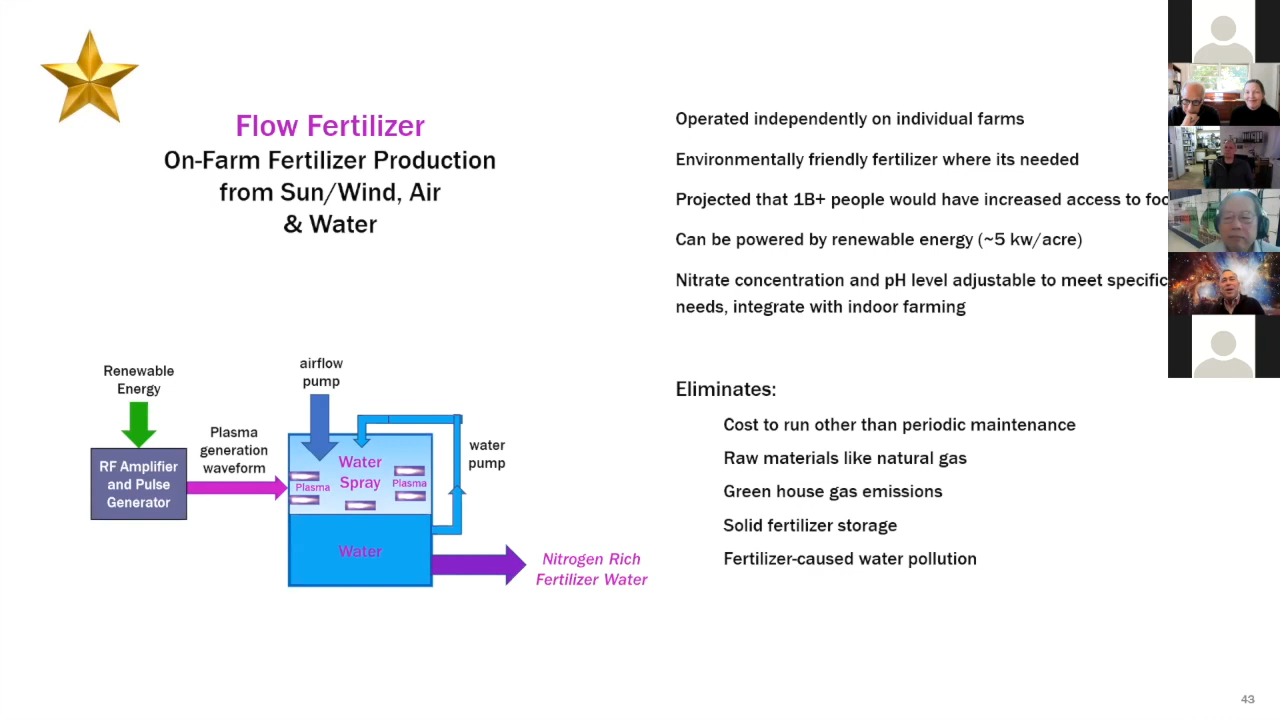 Flow Fertilizer
On-Farm Fertilizer Production
from Sun/Wind, Air
& Water
Renewable
Energy
RF Amplifier
and Pulse
Generator
Plasma
generation
waveform
airflow
pump
Water
Spray
Plasma
Plasma
water
pump
Water
Nitrogen Rich
Fertilizer Water
Operated independently on individual farms
Environmentally friendly fertilizer where its needed
Projected that 1B+ people would have increased access to foo
Can be powered by renewable energy (~5 kw/acre)
Nitrate concentration and pH level adjustable to meet specific
needs, integrate with indoor farming
Eliminates:
Cost to run other than periodic maintenance
Raw materials like natural gas
Green house gas emissions
Solid fertilizer storage
Fertilizer-caused water pollution
43